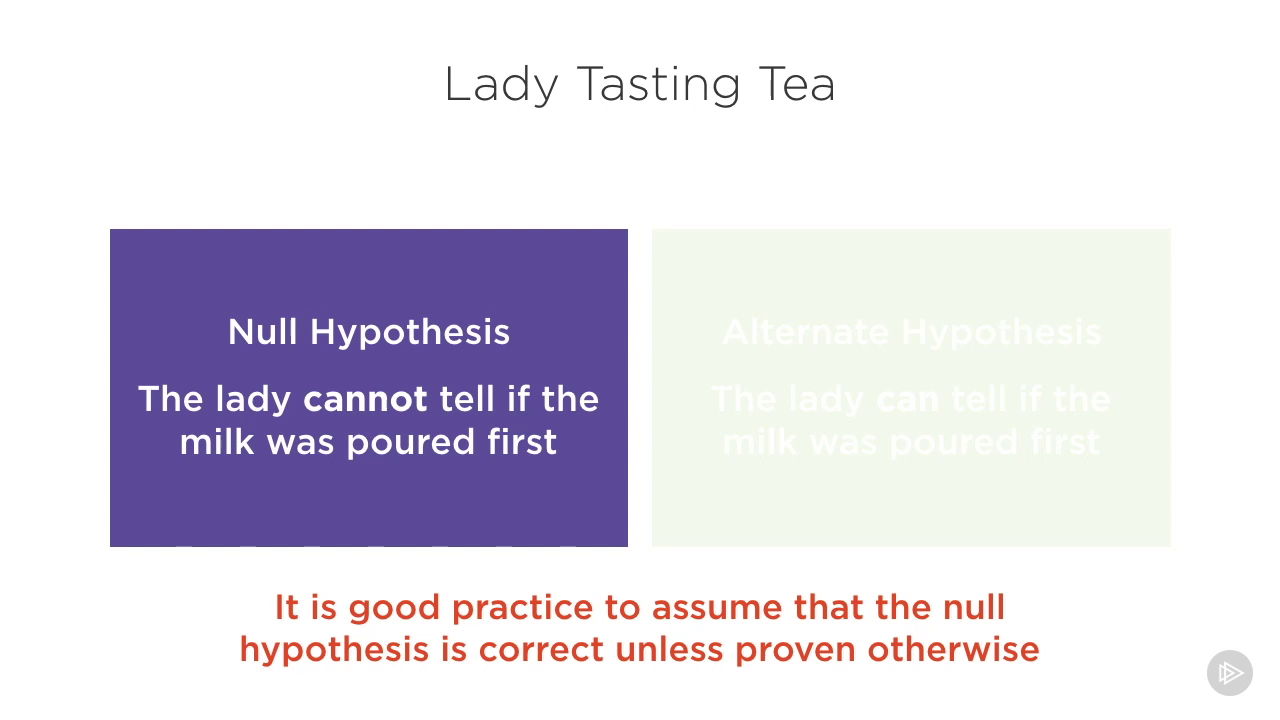 Lady Tasting Tea
Null Hypothesis
The lady cannot tell if the
milk was poured first
Alternate Hypothesis
The lady can tell if the
milk was poured first
It is good practice to assume that the null
hypothesis is correct unless proven otherwise